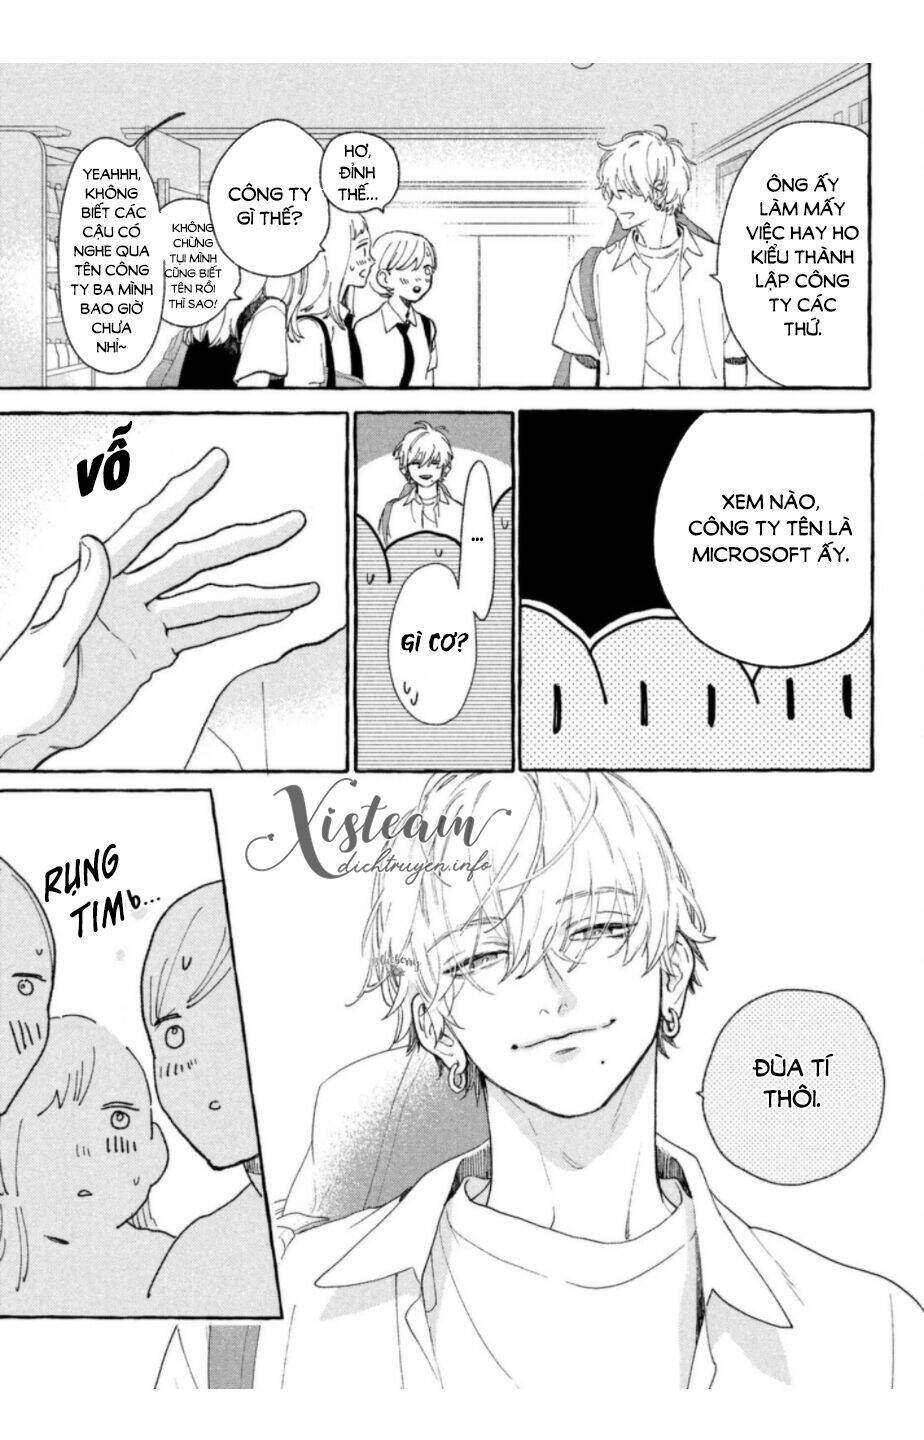 ÔNG ẤY
LÀM MẤY
VIỆC HAY HO
KIỂU THÀNH
LẬP CÔNG
TY CÁC
THỨ.
HƠ,
ĐỈNH
THẾ...
CÔNG TY
GÌ THẾ?
KHÔNG
CHỪNG
TỤI MÌNH
CŨNG BIẾT
TÊN RỒI
THÌ SAO!
YEAHHH,
KHÔNG
BIẾT CÁC
CẬU CÓ
NGHE QUA
TÊN CÔNG
TY BA MÌNH
BAO GIỜ
CHƯA
NHỈ~
XEM NÀO,
CÔNG TY TÊN LÀ
MICROSOFT ẤY.
...
GÌ CƠ?
VỖ
Xisteam
dichtruyen.info
ĐÙA TÍ
THÔI.
RỤNG
TIM...